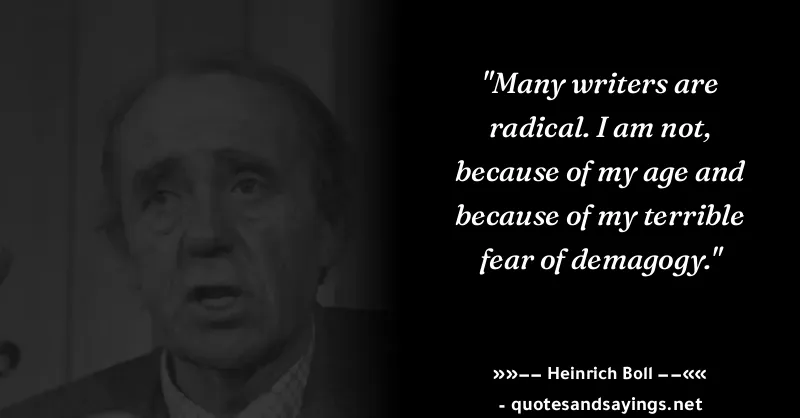 "Many writers are
radical. I am not,
because of my age and
because of my terrible
fear of demagogy."
»»−− Heinrich Boll −−««
- quotesandsayings.net